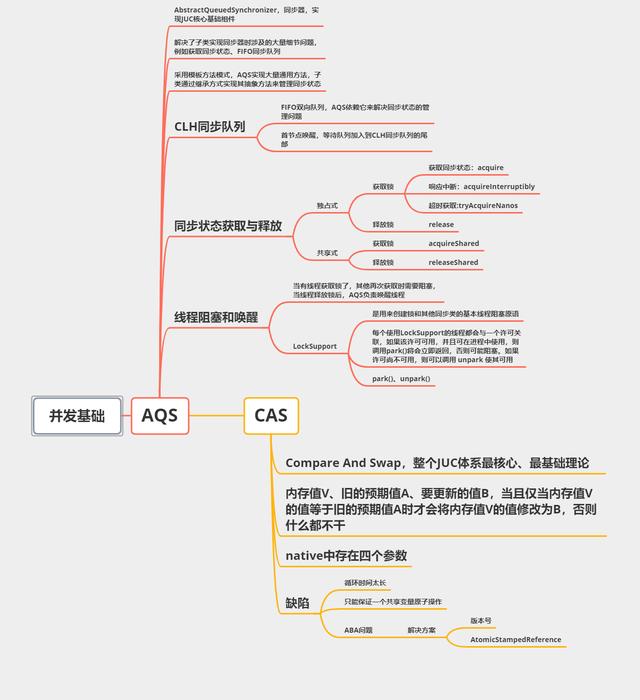 AbstractQueuedSynchronizer，同步器，实
现JUC核心基础组件
解决了子类实现同步器时涉及的大量细节问题，
例如获取同步状态、FIFO同步队列
采用模板方法模式，AQS实现大量通用方法，子
类通过继承方式实现其抽象方法来管理同步状态
CLH同步队列
FIFO双向队列，AQS依赖它来解决同步状态的管
理问题
首节点唤醒，等待队列加入到CLH同步队列的尾
部
同步状态获取与释放
独占式
获取锁
获取同步状态：acquire
响应中断：acquireInterruptibly
超时获取:tryAcquireNanos
释放锁
release
共享式
获取锁
acquireShared
释放锁
releaseShared
线程阻塞和唤醒
当有线程获取锁了，其他再次获取时需要阻塞，
当线程释放锁后，AQS负责唤醒线程
LockSupport
是用来创建锁和其他同步类的基本线程阻塞原语
每个使用LockSupport的线程都会与一个许可关
联，如果该许可可用，并且可在进程中使用，则
调用park()将会立即返回，否则可能阻塞。如果
许可尚不可用，则可以调用 unpark 使其可用
park()、unpark()
并发基础
AQS
CAS
Compare And Swap，整个JUC体系最核心、最基础理论
内存值V、旧的预期值A、要更新的值B，当且仅当内存值V
的值等于旧的预期值A时才会将内存值V的值修改为B，否则
什么都不干
native中存在四个参数
缺陷
循环时间太长
只能保证一个共享变量原子操作
ABA问题
解决方案
版本号
AtomicStampedReference